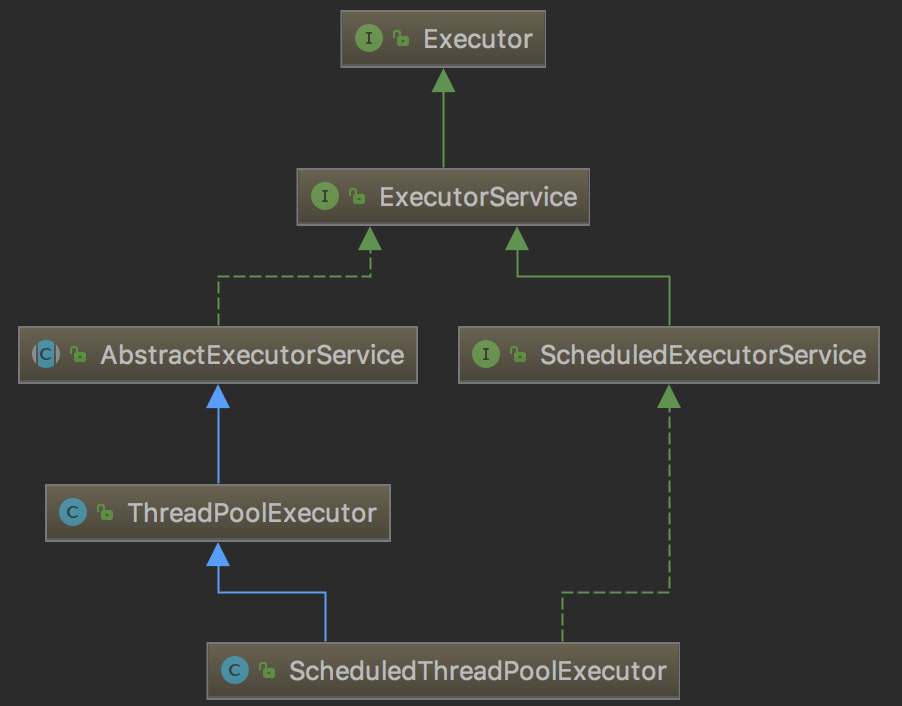 I Executor
I ExecutorService
C AbstractExecutorService
I ScheduledExecutorService
C ThreadPoolExecutor
C ScheduledThreadPoolExecutor